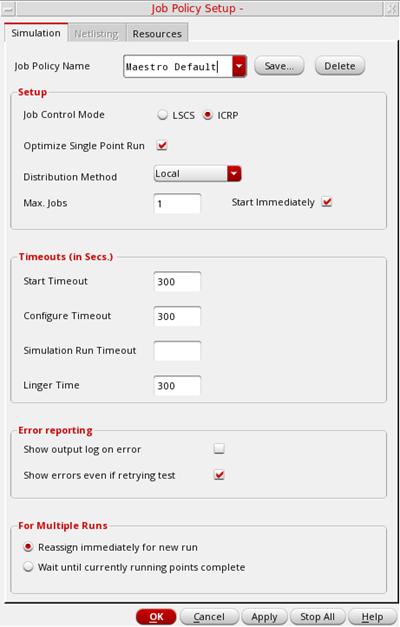 Job Policy Setup -
Simulation Netlisting Resources
Job Policy Name Maestro Default Save... Delete
Setup
Job Control Mode LSCS ICRP
Optimize Single Point Run
Distribution Method Local
Max. Jobs 1 Start Immediately
Timeouts (in Secs.)
Start Timeout 300
Configure Timeout 300
Simulation Run Timeout
Linger Time 300
Error reporting
Show output log on error
Show errors even if retrying test
For Multiple Runs
Reassign immediately for new run
Wait until currently running points complete
OK Cancel Apply Stop All Help